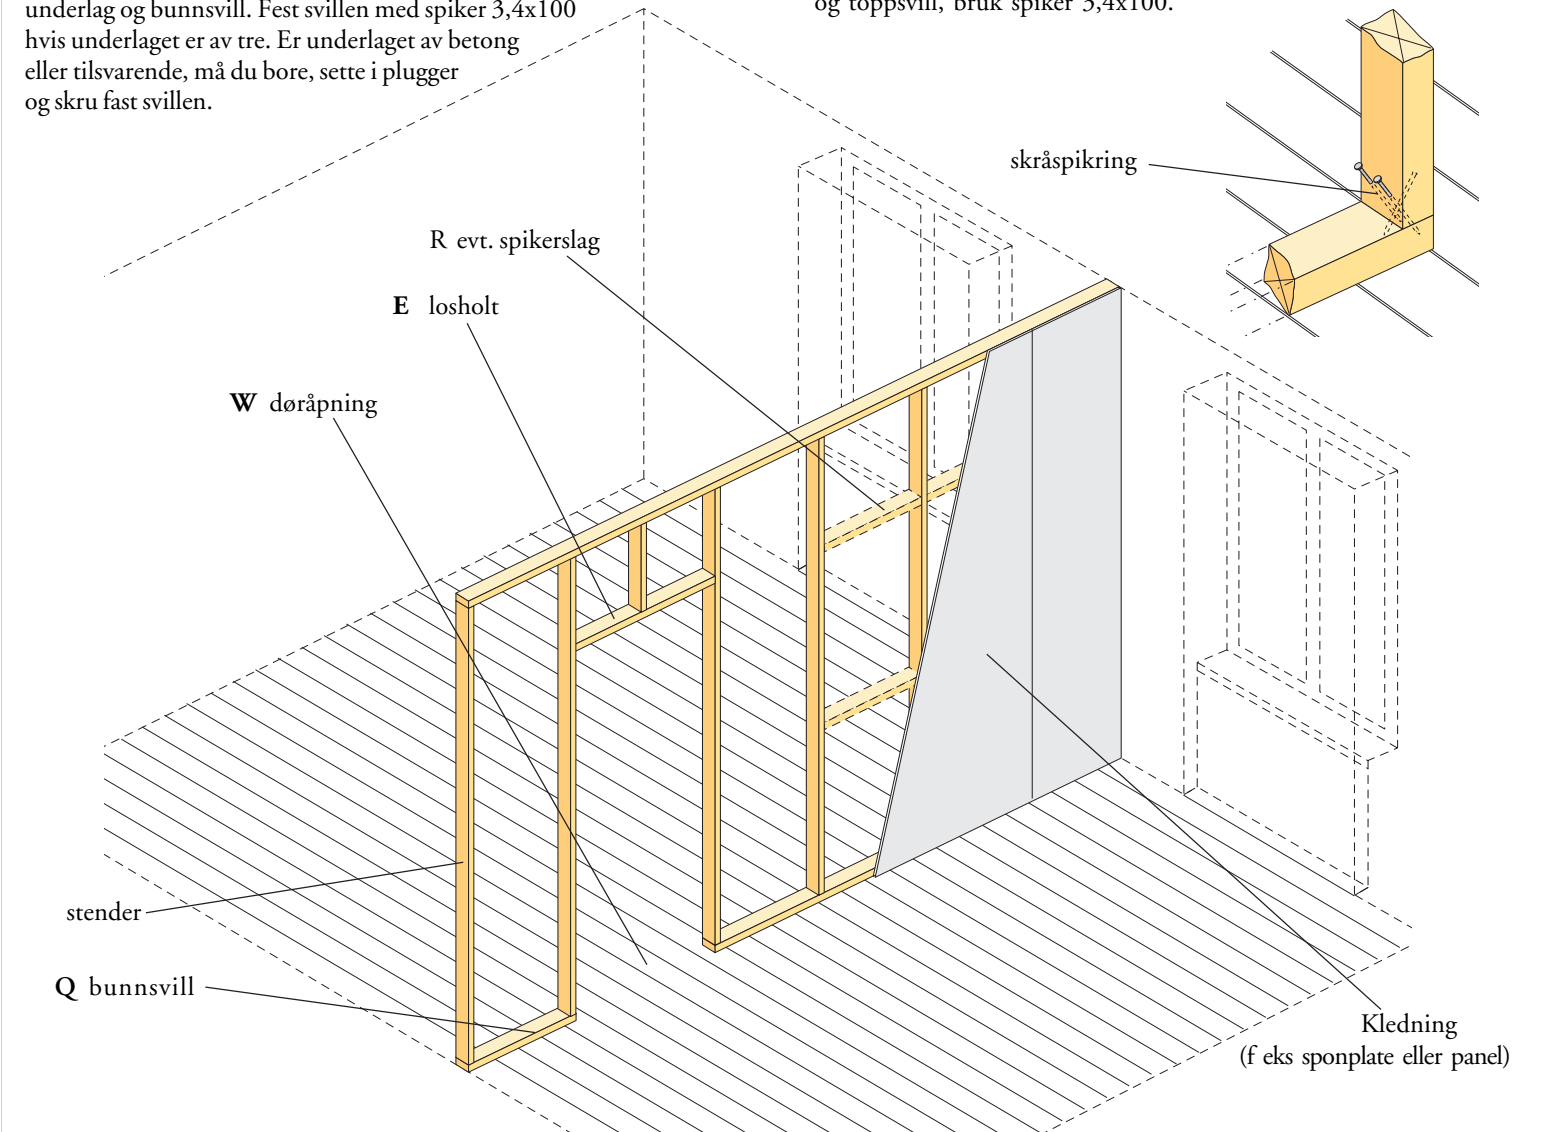 underlag og bunnsvill. Fest svillen med spiker 3,4x100
hvis underlaget er av tre. Er underlaget av betong
eller tilsvarende, må du bore, sette i plugger
og skru fast svillen.
og toppsvill, bruk spiker 3,4x100.
skråspikring
R evt. spikerslag
E losholt
W døråpning
stender
Q bunnsvill
Kledning
(f eks sponplate eller panel)